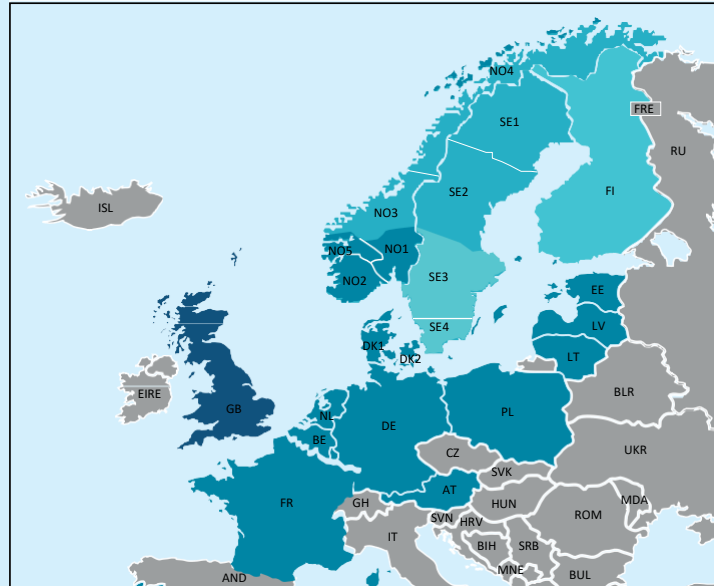 NO4
FRE
SE1
RU
SE2
FI
ISL
NO3
NO5
NO1
NO2
SE3
EE
SE4
LV
DK1
DK2
LT
BLR
EIRE
GB
NL
PL
DE
BE
UKR
CZ
SVK
AT
FR
GH
HUN
MDA
ROM
SVN
HRV
IT
BIH
SRB
MNE
BUL
AND